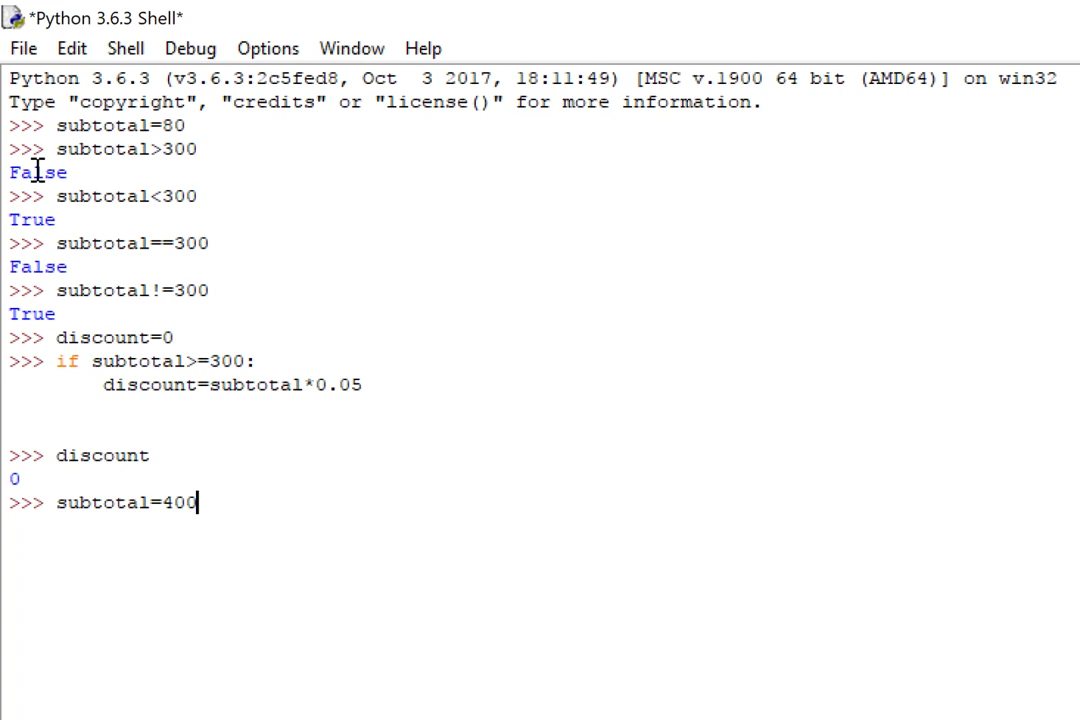 *Python 3.6.3 Shell*
File Edit Shell Debug Options Window Help
Python 3.6.3 (v3.6.3:2c5fed8, Oct  3 2017, 18:11:49) [MSC v.1900 64 bit (AMD64)] on win32
Type "copyright", "credits" or "license()" for more information.
>>> subtotal=80
>>> subtotal>300
False
>>> subtotal<300
True
>>> subtotal==300
False
>>> subtotal!=300
True
>>> discount=0
>>> if subtotal>=300:
        discount=subtotal*0.05
>>> discount
0
>>> subtotal=400